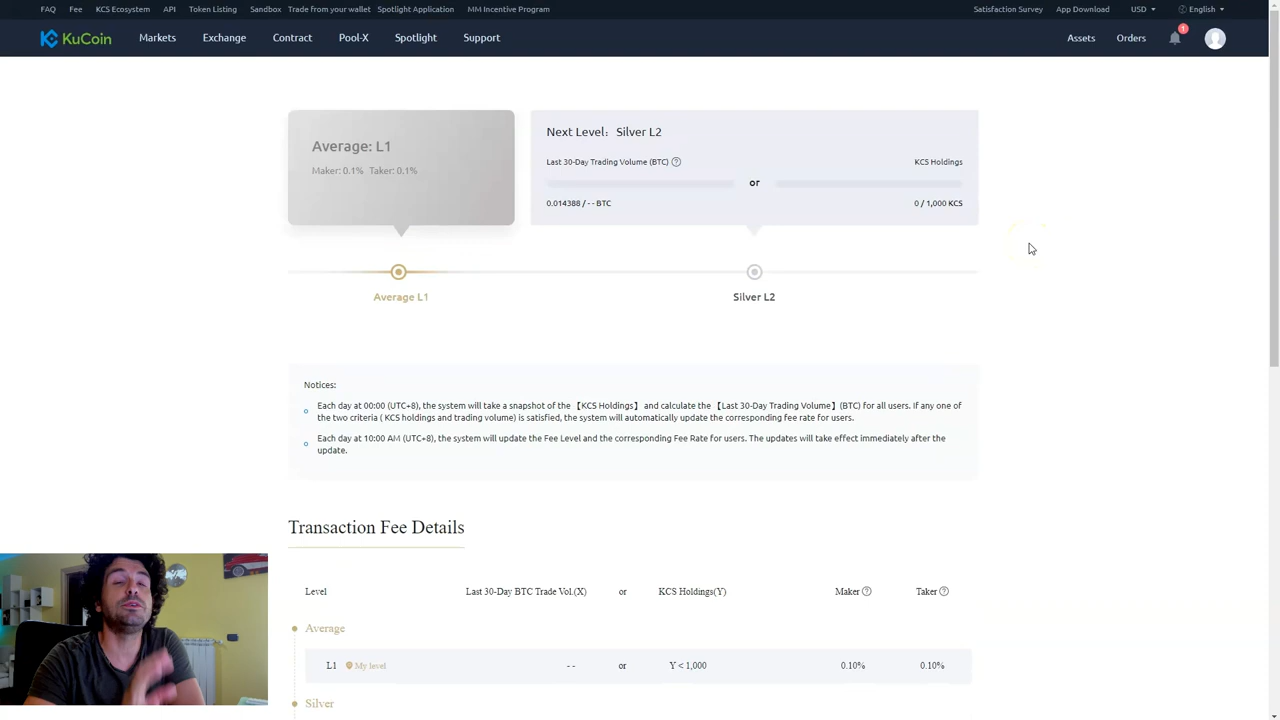 FAQ Fee KCS Ecosystem API Token Listing Sandbox Trade from your wallet Spotlight Application MM Incentive Program Satisfaction Survey App Download USD English
KuCoin Markets Exchange Contract Pool-X Spotlight Support Assets Orders 1
Average: L1
Maker: 0.1% Taker: 0.1%
Next Level: Silver L2
Last 30-Day Trading Volume (BTC) ? KCS Holdings
or
0.014388 / - - BTC 0 / 1,000 KCS
Average L1 Silver L2
Notices:
Each day at 00:00 (UTC+8), the system will take a snapshot of the 【KCS Holdings】 and calculate the 【Last 30-Day Trading Volume】(BTC) for all users. If any one of
the two criteria ( KCS holdings and trading volume) is satisfied, the system will automatically update the corresponding fee rate for users.
Each day at 10:00 AM (UTC+8), the system will update the Fee Level and the corresponding Fee Rate for users. The updates will take effect immediately after the
update.
Transaction Fee Details
Level Last 30-Day BTC Trade Vol.(X) or KCS Holdings(Y) Maker ? Taker ?
Average
L1 My level - - or Y < 1,000 0.10% 0.10%
Silver